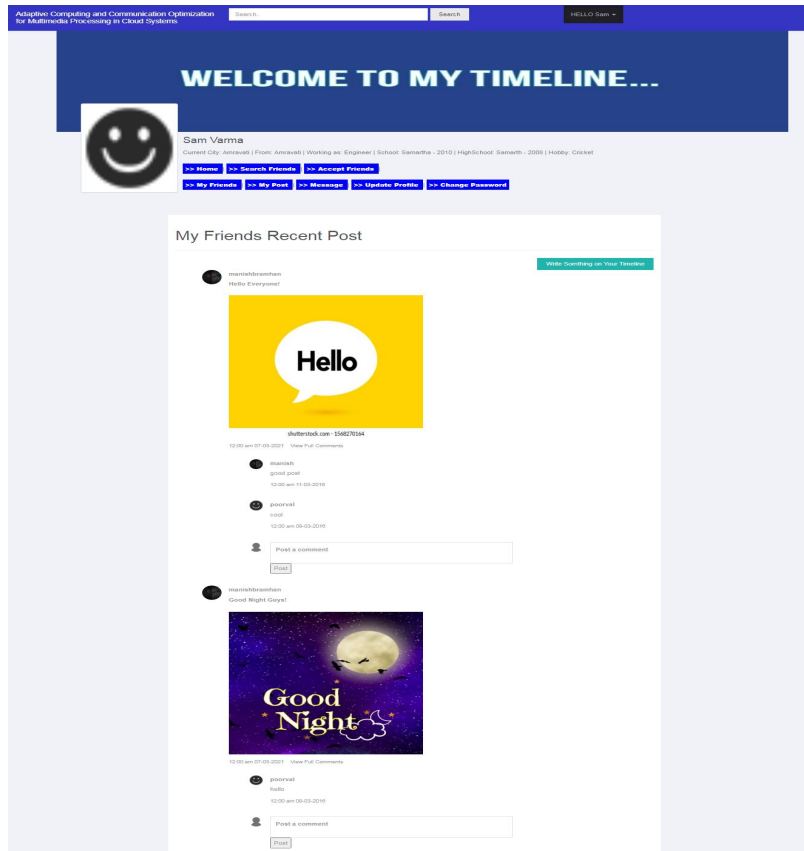 Adaptive Computing and Communication Optimization
for Multimedia Processing in Cloud Systems
Search..
Search
HELLO Sam
WELCOME TO MY TIMELINE...
Sam Varma
Current City: Amravati | From: Amravati | Working as: Engineer | School: Samartha - 2010 | HighSchool: Samarth - 2008 | Hobby: Cricket
>> Home >> Search Friends >> Accept Friends
>> My Friends >> My Post >> Message >> Update Profile >> Change Password
My Friends Recent Post
Write Somthing on Your Timeline
manishbramhan
Hello Everyone!
Hello
shutterstock.com · 1568270164
12:00 am 07-03-2021 View Full Comments
manish
good post
12:00 am 11-03-2016
poorval
cool
12:00 am 09-03-2016
Post a comment
Post
manishbramhan
Good Night Guys!
Good
Night
12:00 am 07-03-2021 View Full Comments
poorval
hello
12:00 am 09-03-2016
Post a comment
Post